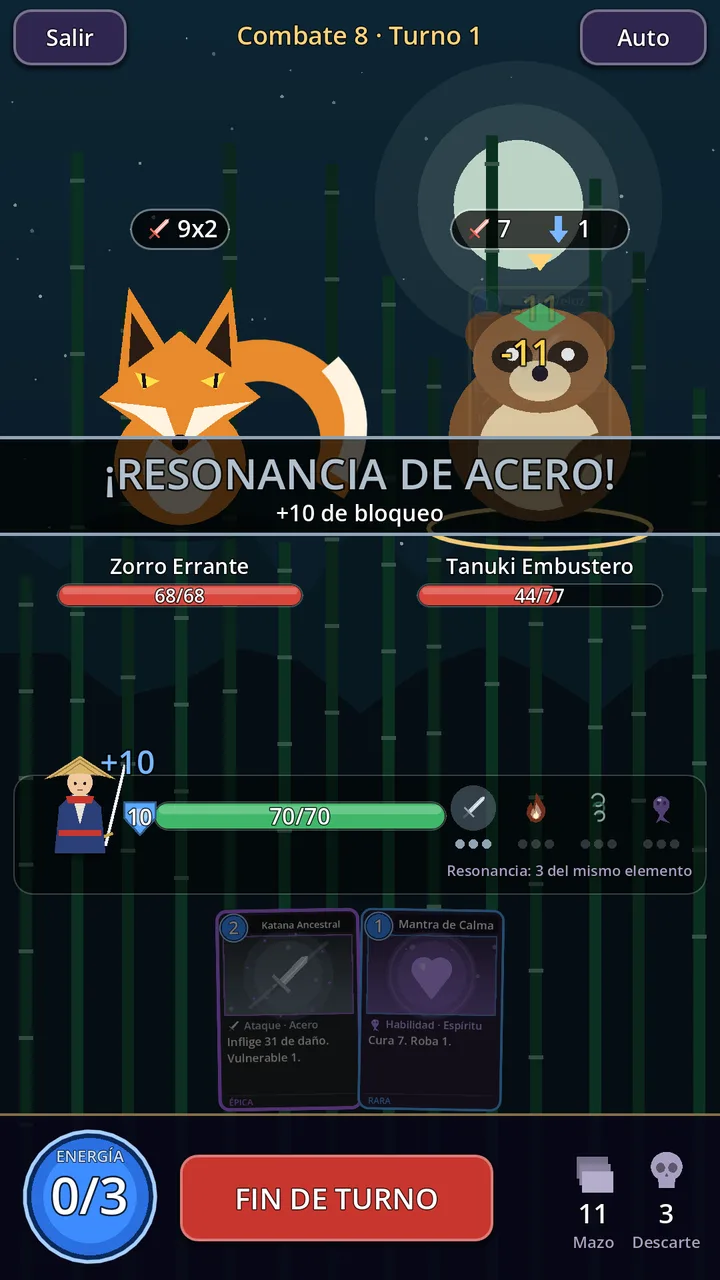 Salir
Combate 8 · Turno 1
Auto
9x2
7 1
-11
-11
¡RESONANCIA DE ACERO!
+10 de bloqueo
Zorro Errante
68/68
Tanuki Embustero
44/77
+10
10
70/70
Resonancia: 3 del mismo elemento
2 Katana Ancestral
Ataque · Acero
Inflige 31 de daño.
Vulnerable 1.
ÉPICA
1 Mantra de Calma
Habilidad · Espíritu
Cura 7. Roba 1.
RARA
ENERGÍA
0/3
FIN DE TURNO
11
Mazo
3
Descarte